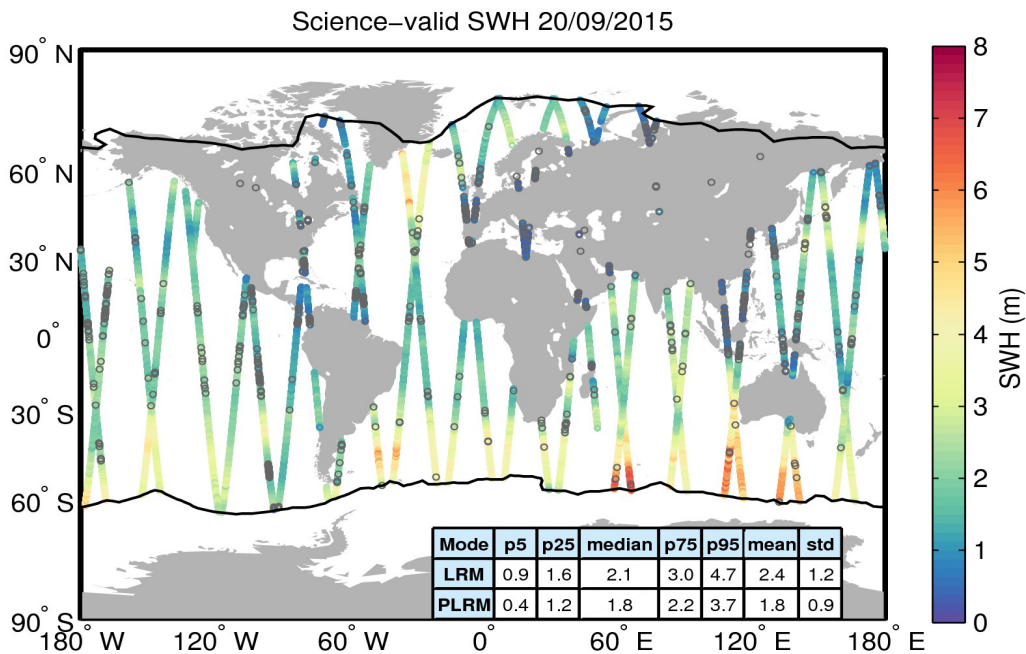 Science−valid SWH 20/09/2015
90° N
60° N
30° N
0°
30° S
60° S
90° S
180° W
120° W
60° W
0°
60° E
120° E
180° E
Mode p5 p25 median p75 p95 mean std
LRM 0.9 1.6 2.1 3.0 4.7 2.4 1.2
PLRM 0.4 1.2 1.8 2.2 3.7 1.8 0.9
8
7
6
5
4
3
2
1
0
SWH (m)